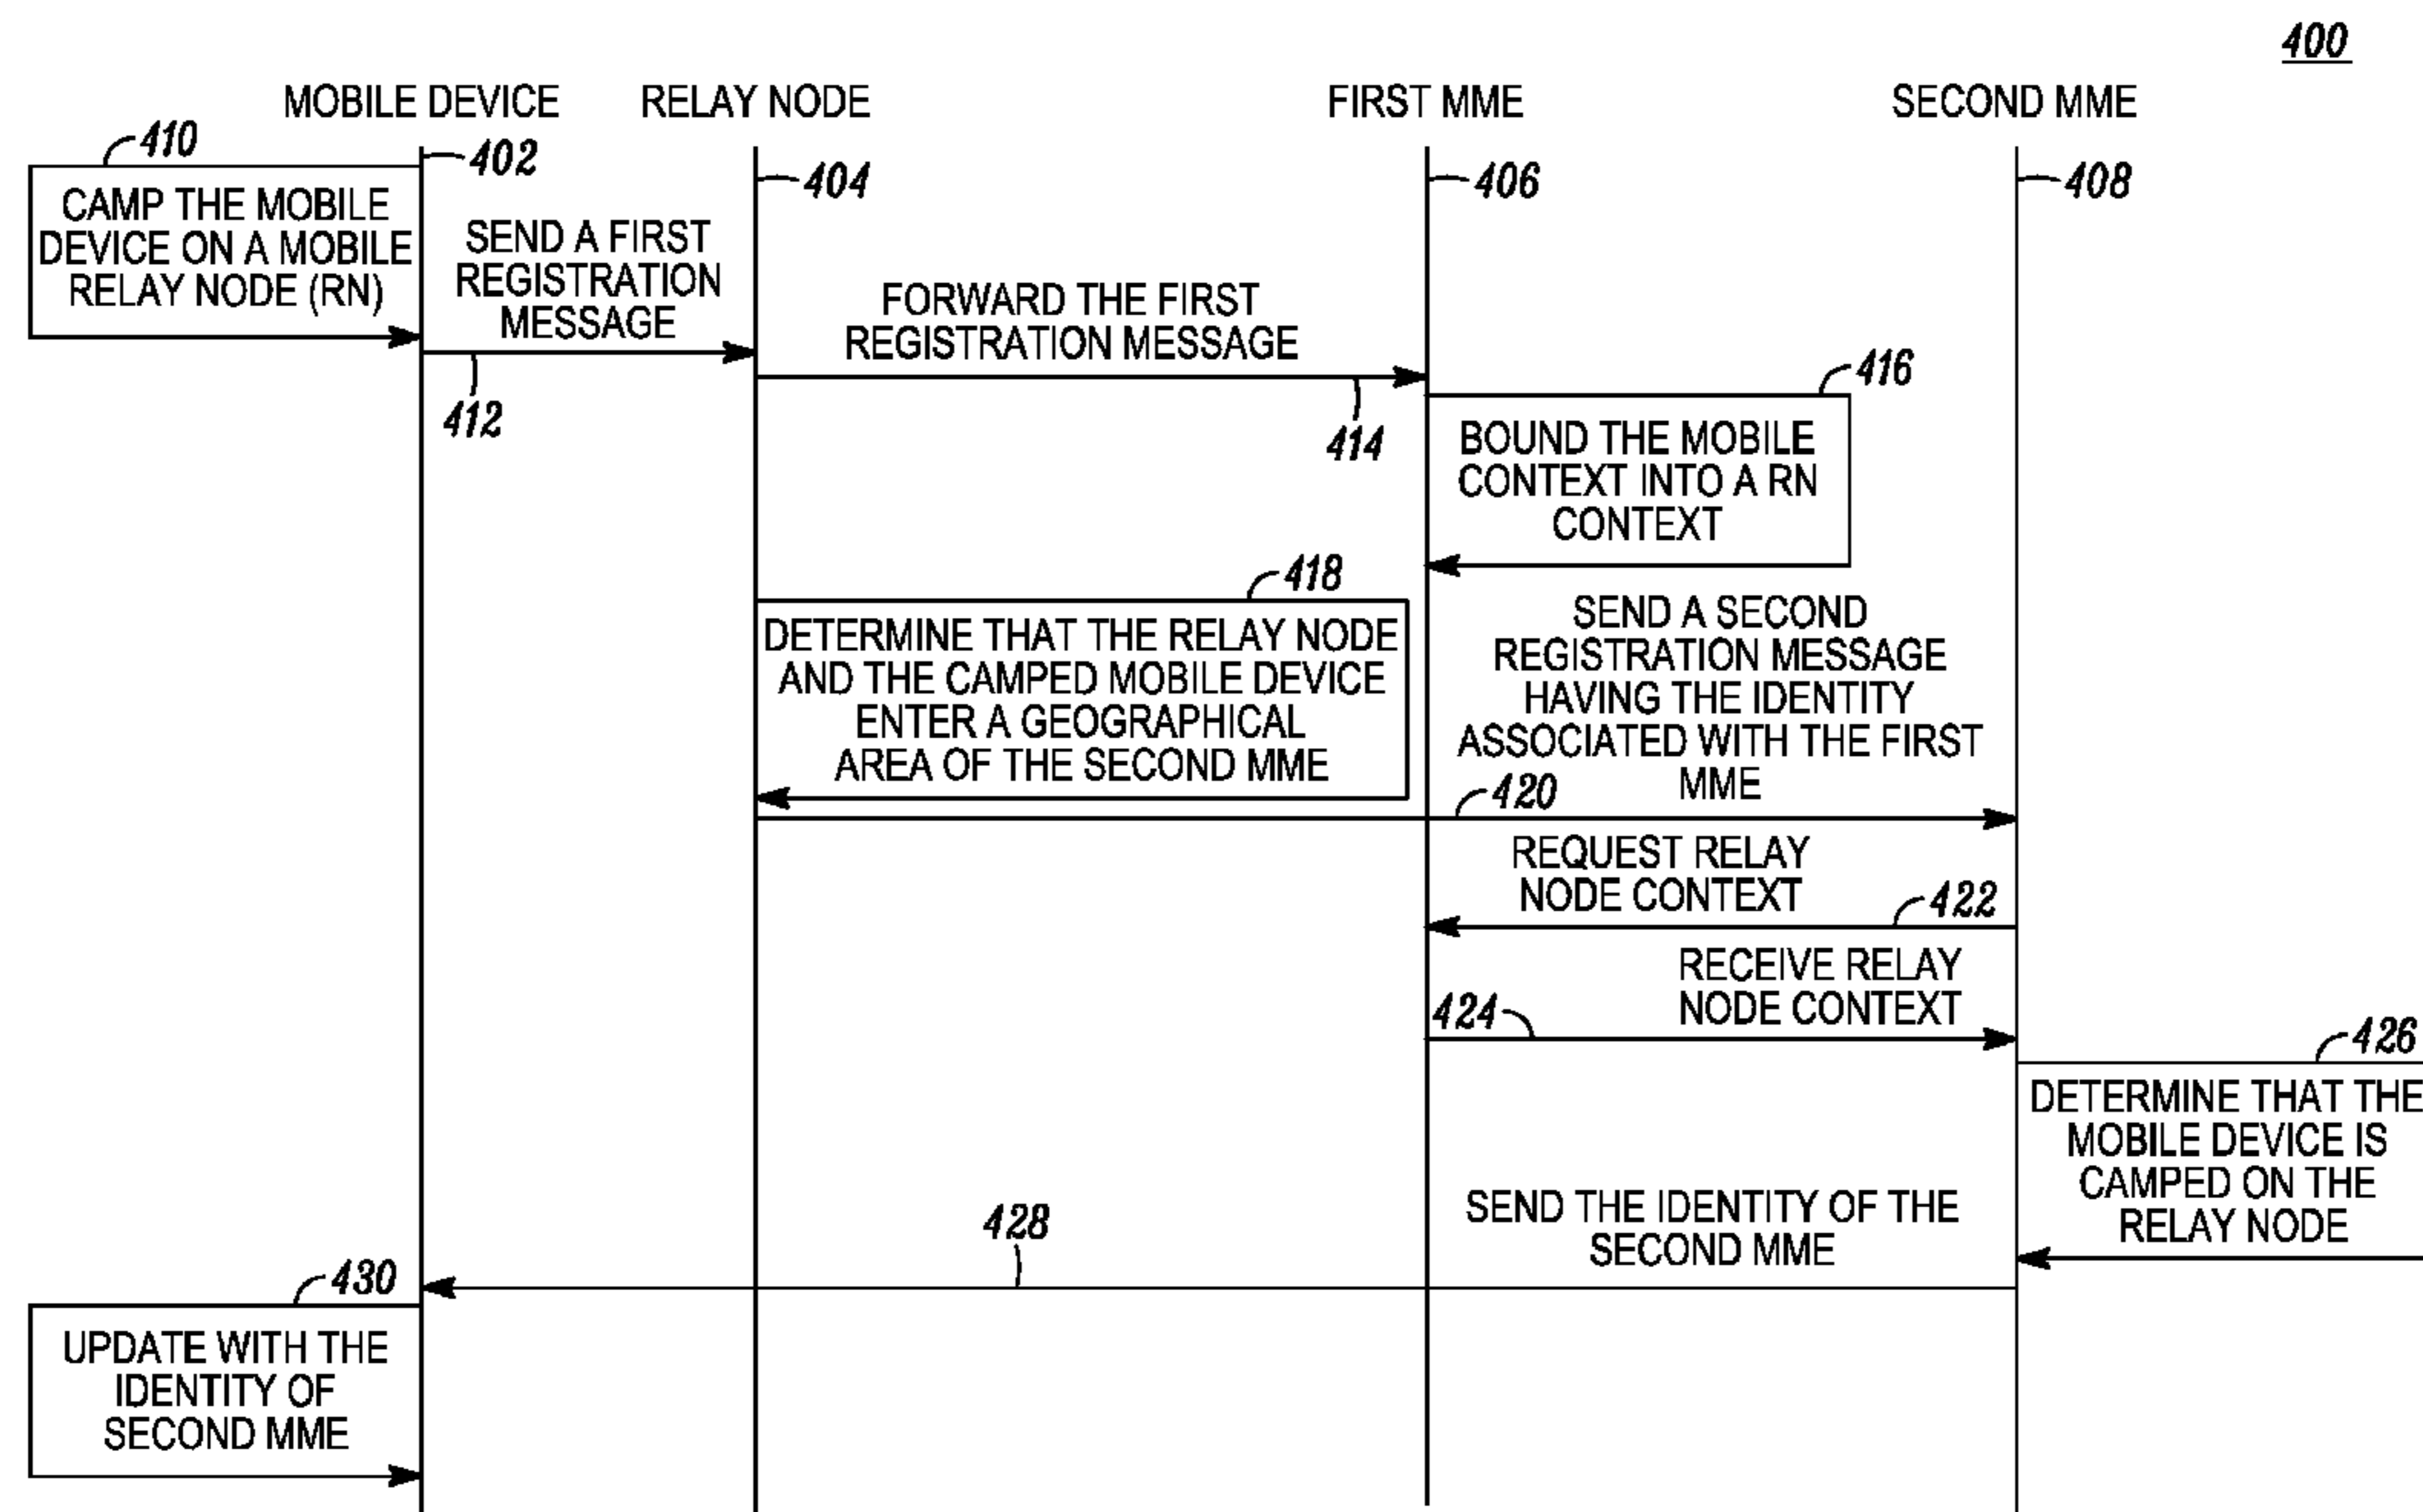 400
MOBILE DEVICE
RELAY NODE
FIRST MME
SECOND MME
410
402
404
406
408
CAMP THE MOBILE
DEVICE ON A MOBILE
RELAY NODE (RN)
SEND A FIRST
REGISTRATION
MESSAGE
412
FORWARD THE FIRST
REGISTRATION MESSAGE
414
416
BOUND THE MOBILE
CONTEXT INTO A RN
CONTEXT
418
DETERMINE THAT THE RELAY NODE
AND THE CAMPED MOBILE DEVICE
ENTER A GEOGRAPHICAL
AREA OF THE SECOND MME
SEND A SECOND
REGISTRATION MESSAGE
HAVING THE IDENTITY
ASSOCIATED WITH THE FIRST
MME
420
REQUEST RELAY
NODE CONTEXT
422
RECEIVE RELAY
NODE CONTEXT
424
426
DETERMINE THAT THE
MOBILE DEVICE IS
CAMPED ON THE
RELAY NODE
SEND THE IDENTITY OF THE
SECOND MME
428
430
UPDATE WITH THE
IDENTITY OF
SECOND MME